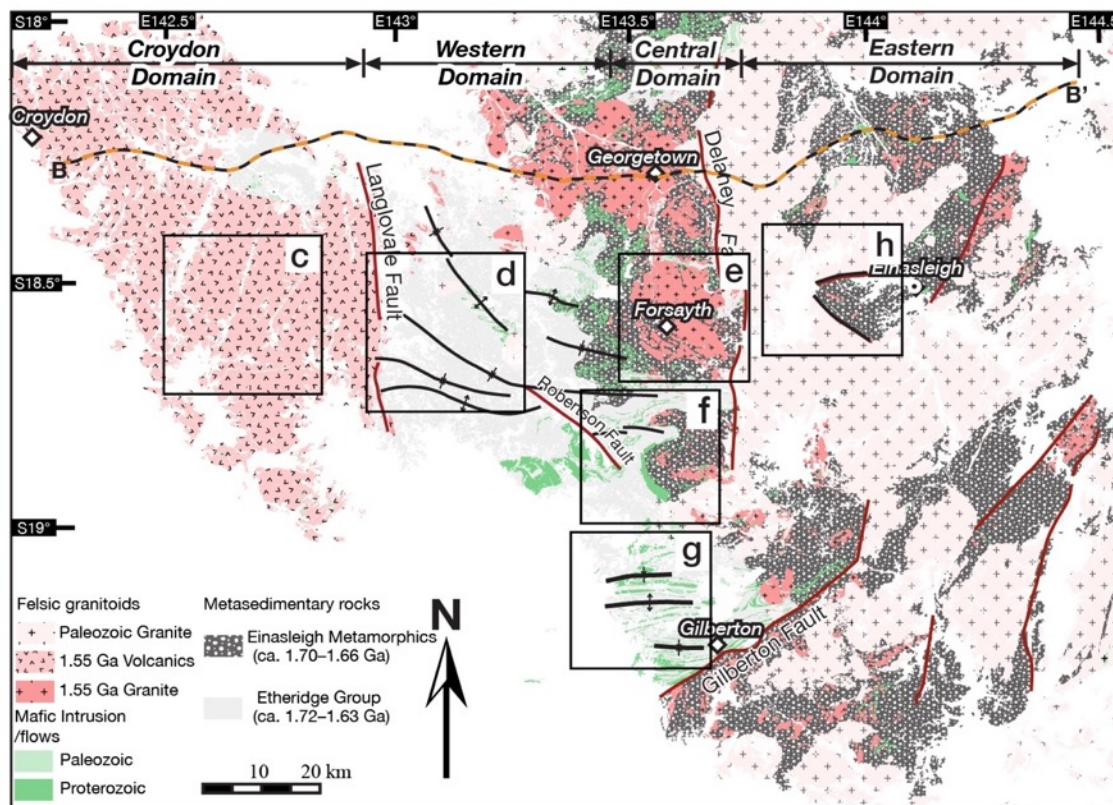 S18°
E142.5°
E143°
E143.5°
E144°
E144.5°
Croydon
Domain
Western
Domain
Central
Domain
Eastern
Domain
Croydon
B
B'
Georgetown
Delaney Fa
Langlovae Fault
c
d
e
h
Einasleigh
S18.5°
Forsayth
Robertson Fault
f
S19°
g
Gilberton
Gilberton Fault
Felsic granitoids
Paleozoic Granite
1.55 Ga Volcanics
1.55 Ga Granite
Mafic Intrusion
/flows
Paleozoic
Proterozoic
Metasedimentary rocks
Einasleigh Metamorphics
(ca. 1.70–1.66 Ga)
Etheridge Group
(ca. 1.72–1.63 Ga)
N
10 20 km